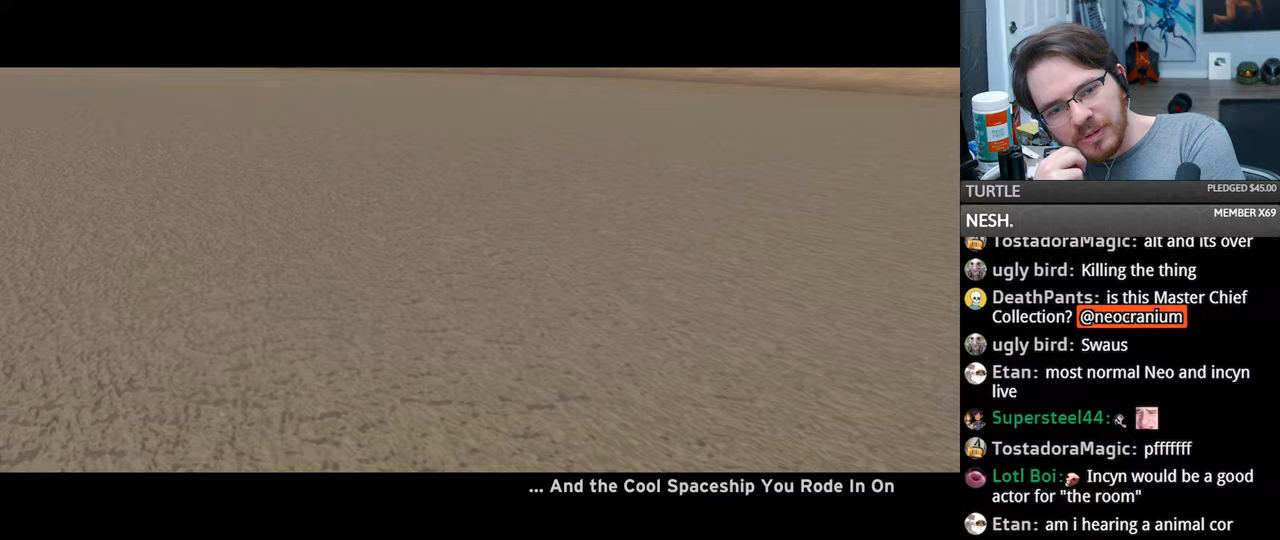 ... And the Cool Spaceship You Rode In On
TURTLE
PLEDGED $45.00
NESH.
MEMBER X69
TostadoraMagic: alt and its over
ugly bird: Killing the thing
DeathPants: is this Master Chief
Collection? @neocranium
ugly bird: Swaus
Etan: most normal Neo and incyn
live
Supersteel44:
TostadoraMagic: pfffffff
Lotl Boi: Incyn would be a good
actor for "the room"
Etan: am i hearing a animal cor